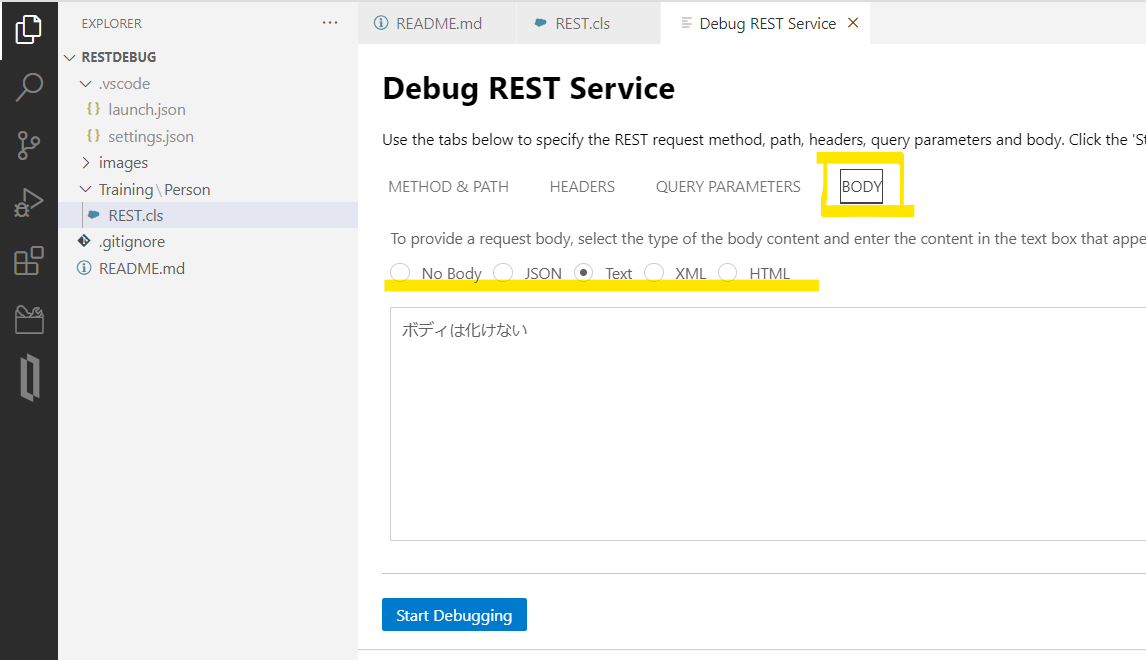 EXPLORER
RESTDEBUG
.vscode
launch.json
settings.json
images
Training\Person
REST.cls
.gitignore
README.md
README.md
REST.cls
Debug REST Service
Debug REST Service
Use the tabs below to specify the REST request method, path, headers, query parameters and body. Click the
METHOD & PATH HEADERS QUERY PARAMETERS BODY
To provide a request body, select the type of the body content and enter the content in the text box that
No Body JSON Text XML HTML
ボディは化けない
Start Debugging